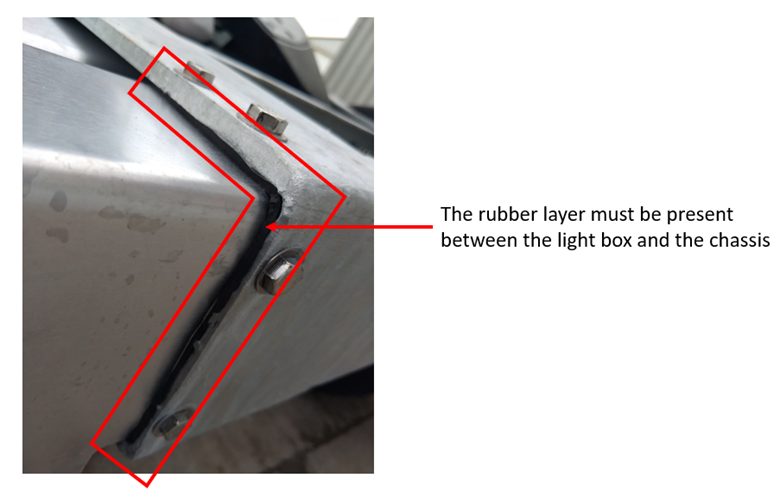 The rubber layer must be present
between the light box and the chassis